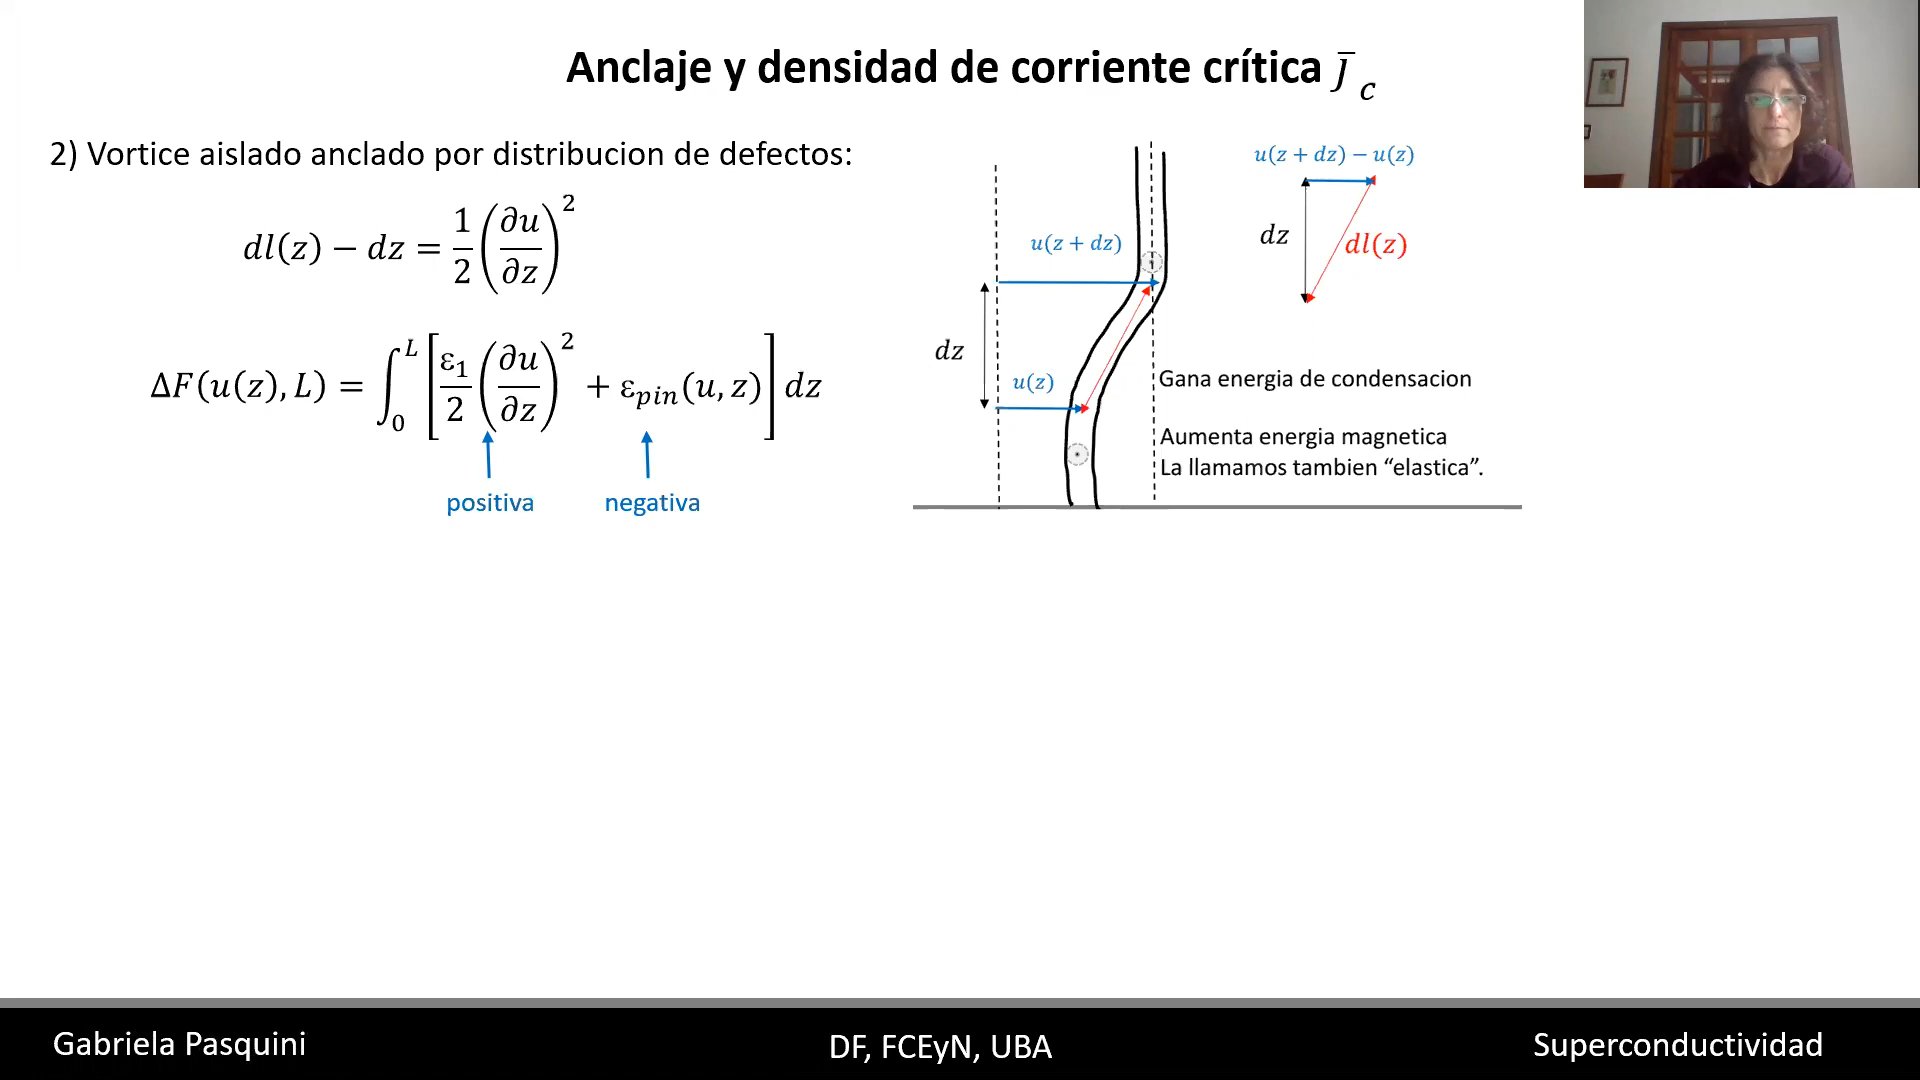 Anclaje y densidad de corriente crítica j̅ c
2) Vortice aislado anclado por distribucion de defectos:
dl(z) − dz = 1/2 (∂u/∂z)²
ΔF(u(z), L) = ∫₀ᴸ [ε₁/2 (∂u/∂z)² + εₚᵢₙ(u, z)] dz
positiva
negativa
u(z + dz)
dz
u(z)
u(z + dz) − u(z)
dz
dl(z)
Gana energia de condensacion
Aumenta energia magnetica
La llamamos tambien “elastica”.
Gabriela Pasquini
DF, FCEyN, UBA
Superconductividad